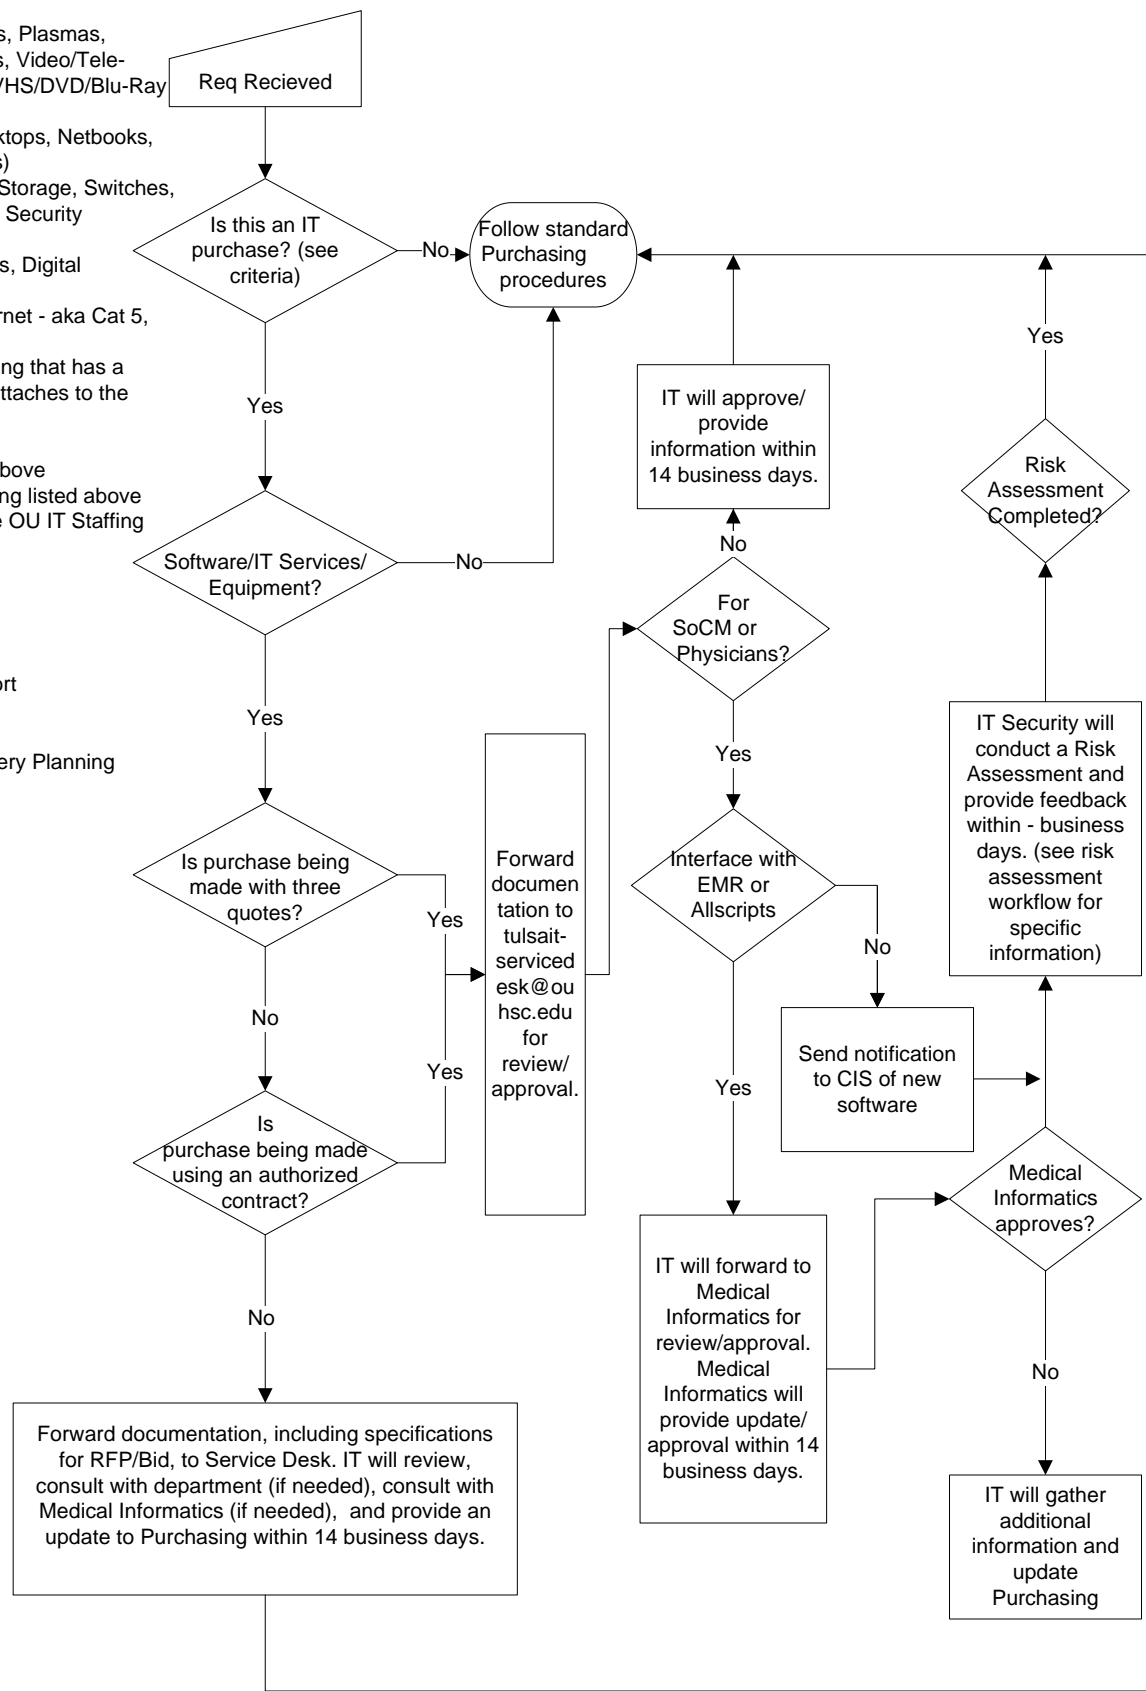 s, Plasmas,
s, Video/Tele-
VHS/DVD/Blu-Ray
ktops, Netbooks,
s)
Storage, Switches,
Security
s, Digital
rnet - aka Cat 5,
ng that has a
ttaches to the
bove
ng listed above
e OU IT Staffing
ort
ery Planning
Req Recieved
Is this an IT
purchase? (see
criteria)
No
Follow standard
Purchasing
procedures
Yes
Software/IT Services/
Equipment?
No
Yes
Is purchase being
made with three
quotes?
Yes
No
Is
purchase being made
using an authorized
contract?
Yes
No
Forward documentation, including specifications
for RFP/Bid, to Service Desk. IT will review,
consult with department (if needed), consult with
Medical Informatics (if needed),  and provide an
update to Purchasing within 14 business days.
Forward
documen
tation to
tulsait-
serviced
esk@ou
hsc.edu
for
review/
approval.
IT will approve/
provide
information within
14 business days.
No
For
SoCM or
Physicians?
Yes
Interface with
EMR or
Allscripts
No
Send notification
to CIS of new
software
Yes
IT will forward to
Medical
Informatics for
review/approval.
Medical
Informatics will
provide update/
approval within 14
business days.
Yes
Risk
Assessment
Completed?
IT Security will
conduct a Risk
Assessment and
provide feedback
within - business
days. (see risk
assessment
workflow for
specific
information)
Medical
Informatics
approves?
No
IT will gather
additional
information and
update
Purchasing